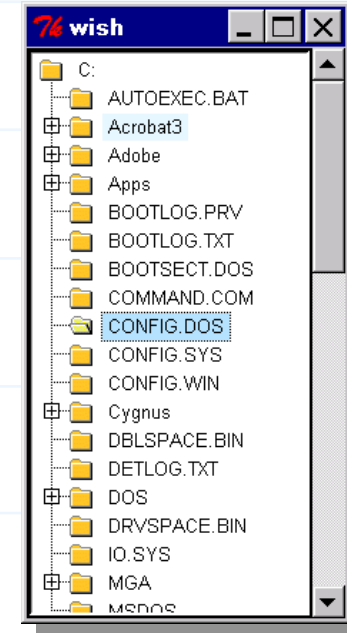 wish
C:
AUTOEXEC.BAT
Acrobat3
Adobe
Apps
BOOTLOG.PRV
BOOTLOG.TXT
BOOTSECT.DOS
COMMAND.COM
CONFIG.DOS
CONFIG.SYS
CONFIG.WIN
Cygnus
DBLSPACE.BIN
DETLOG.TXT
DOS
DRVSPACE.BIN
IO.SYS
MGA
MSDOS